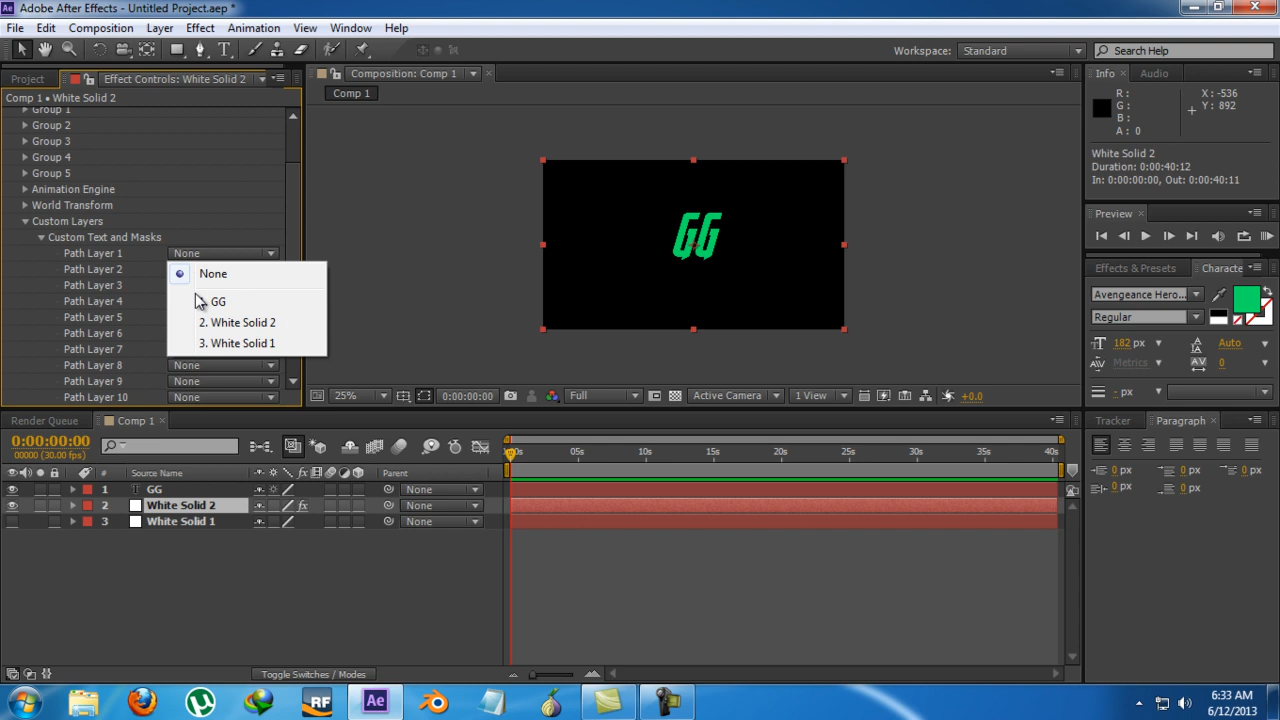 Ae Adobe After Effects - Untitled Project.aep *
File Edit Composition Layer Effect Animation View Window Help
T Workspace: Standard Search Help
Project Effect Controls: White Solid 2
Comp 1 • White Solid 2
Group 1
Group 2
Group 3
Group 4
Group 5
Animation Engine
World Transform
Custom Layers
Custom Text and Masks
Path Layer 1 None
Path Layer 2
Path Layer 3
Path Layer 4
Path Layer 5
Path Layer 6
Path Layer 7
Path Layer 8 None
Path Layer 9 None
Path Layer 10 None
None
GG
2. White Solid 2
3. White Solid 1
Composition: Comp 1
Comp 1
GG
25% 0:00:00:00 Full Active Camera 1 View +0.0
Info Audio
R : X : -536
G : Y : 892
B :
A : 0
White Solid 2
Duration: 0:00:40:12
In: 0:00:00:00, Out: 0:00:40:11
Preview
Effects & Presets Characte
Avengeance Hero...
Regular
182 px Auto
Metrics 0
- px
Render Queue Comp 1
0:00:00:00
00000 (30.00 fps)
# Source Name Parent
05s 10s 15s 20s 25s 30s 35s 40s
1 T GG None
2 White Solid 2 fx None
3 White Solid 1 None
Toggle Switches / Modes
Tracker Paragraph
0 px 0 px 0 px
0 px 0 px
RF Ae
6:33 AM
6/12/2013